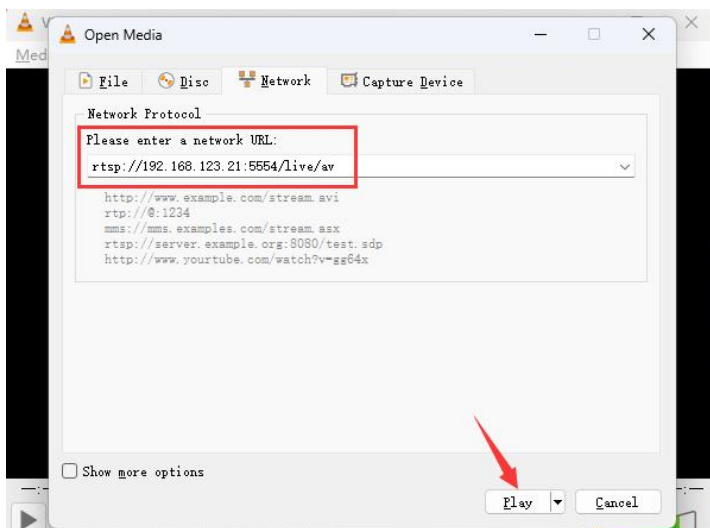 V
Open Media
Med
File Disc Network Capture Device
Network Protocol
Please enter a network URL:
rtsp://192.168.123.21:5554/live/av
http://www.example.com/stream.avi
rtp://@:1234
mms://mms.examples.com/stream.asx
rtsp://server.example.org:8080/test.sdp
http://www.yourtube.com/watch?v=gg64x
Show more options
--:-- --:--
Play Cancel